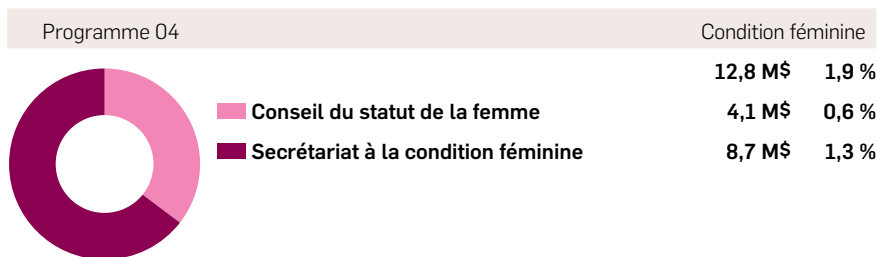 Programme 04 Condition féminine
12,8 M$ 1,9 %
Conseil du statut de la femme 4,1 M$ 0,6 %
Secrétariat à la condition féminine 8,7 M$ 1,3 %